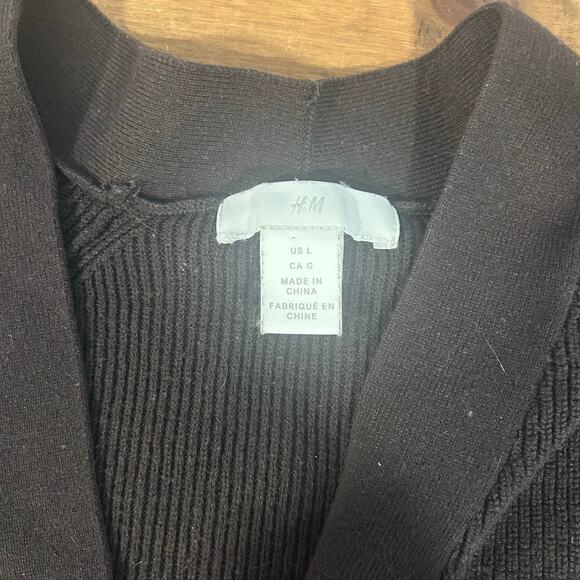 H&M
US L
CA G
MADE IN
CHINA
FABRIQUÉ EN
CHINE